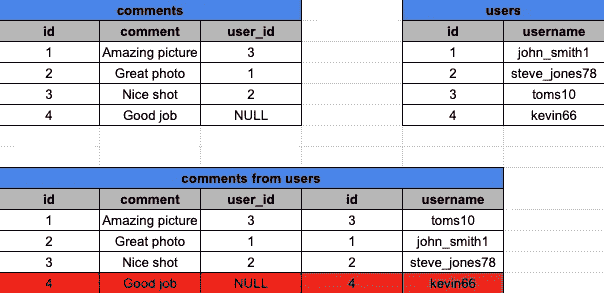 comments users
id comment user_id id username
1 Amazing picture 3 1 john_smith1
2 Great photo 1 2 steve_jones78
3 Nice shot 2 3 toms10
4 Good job NULL 4 kevin66
comments from users
id comment user_id id username
1 Amazing picture 3 3 toms10
2 Great photo 1 1 john_smith1
3 Nice shot 2 2 steve_jones78
4 Good job NULL 4 kevin66